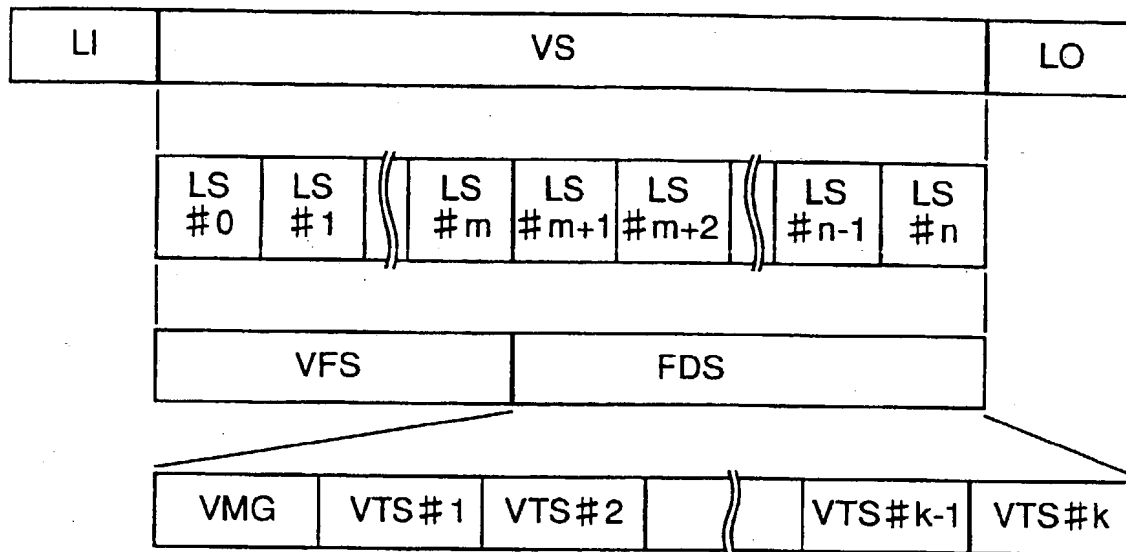 LI VS LO
LS #0 LS #1 LS #m LS #m+1 LS #m+2 LS #n-1 LS #n
VFS FDS
VMG VTS#1 VTS#2 VTS#k-1 VTS#k